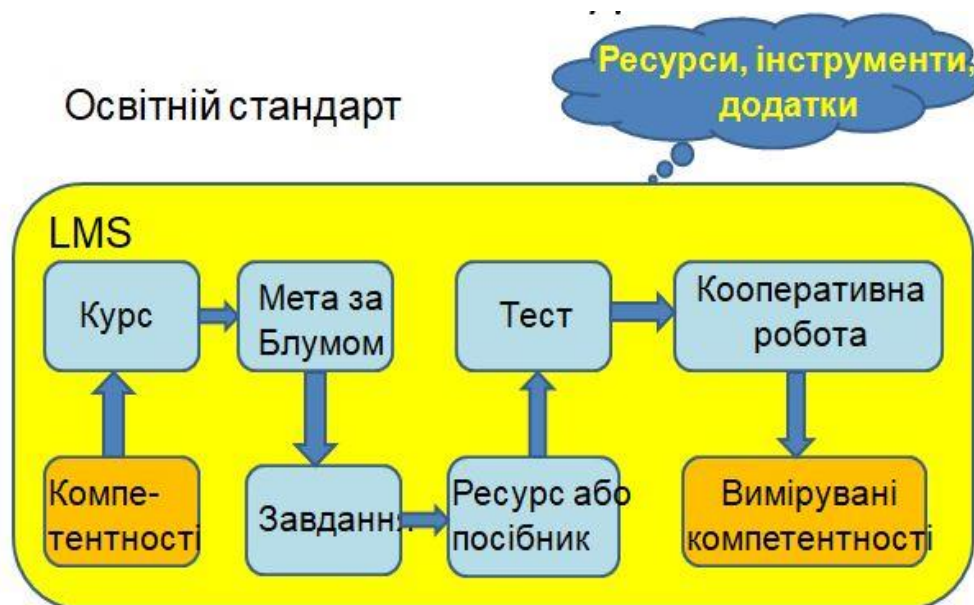 Ресурси, інструменти,
додатки
Освітній стандарт
LMS
Курс
Мета за
Блумом
Тест
Кооперативна
робота
Компе-
тентності
Завдання
Ресурс або
посібник
Вимірувані
компетентності